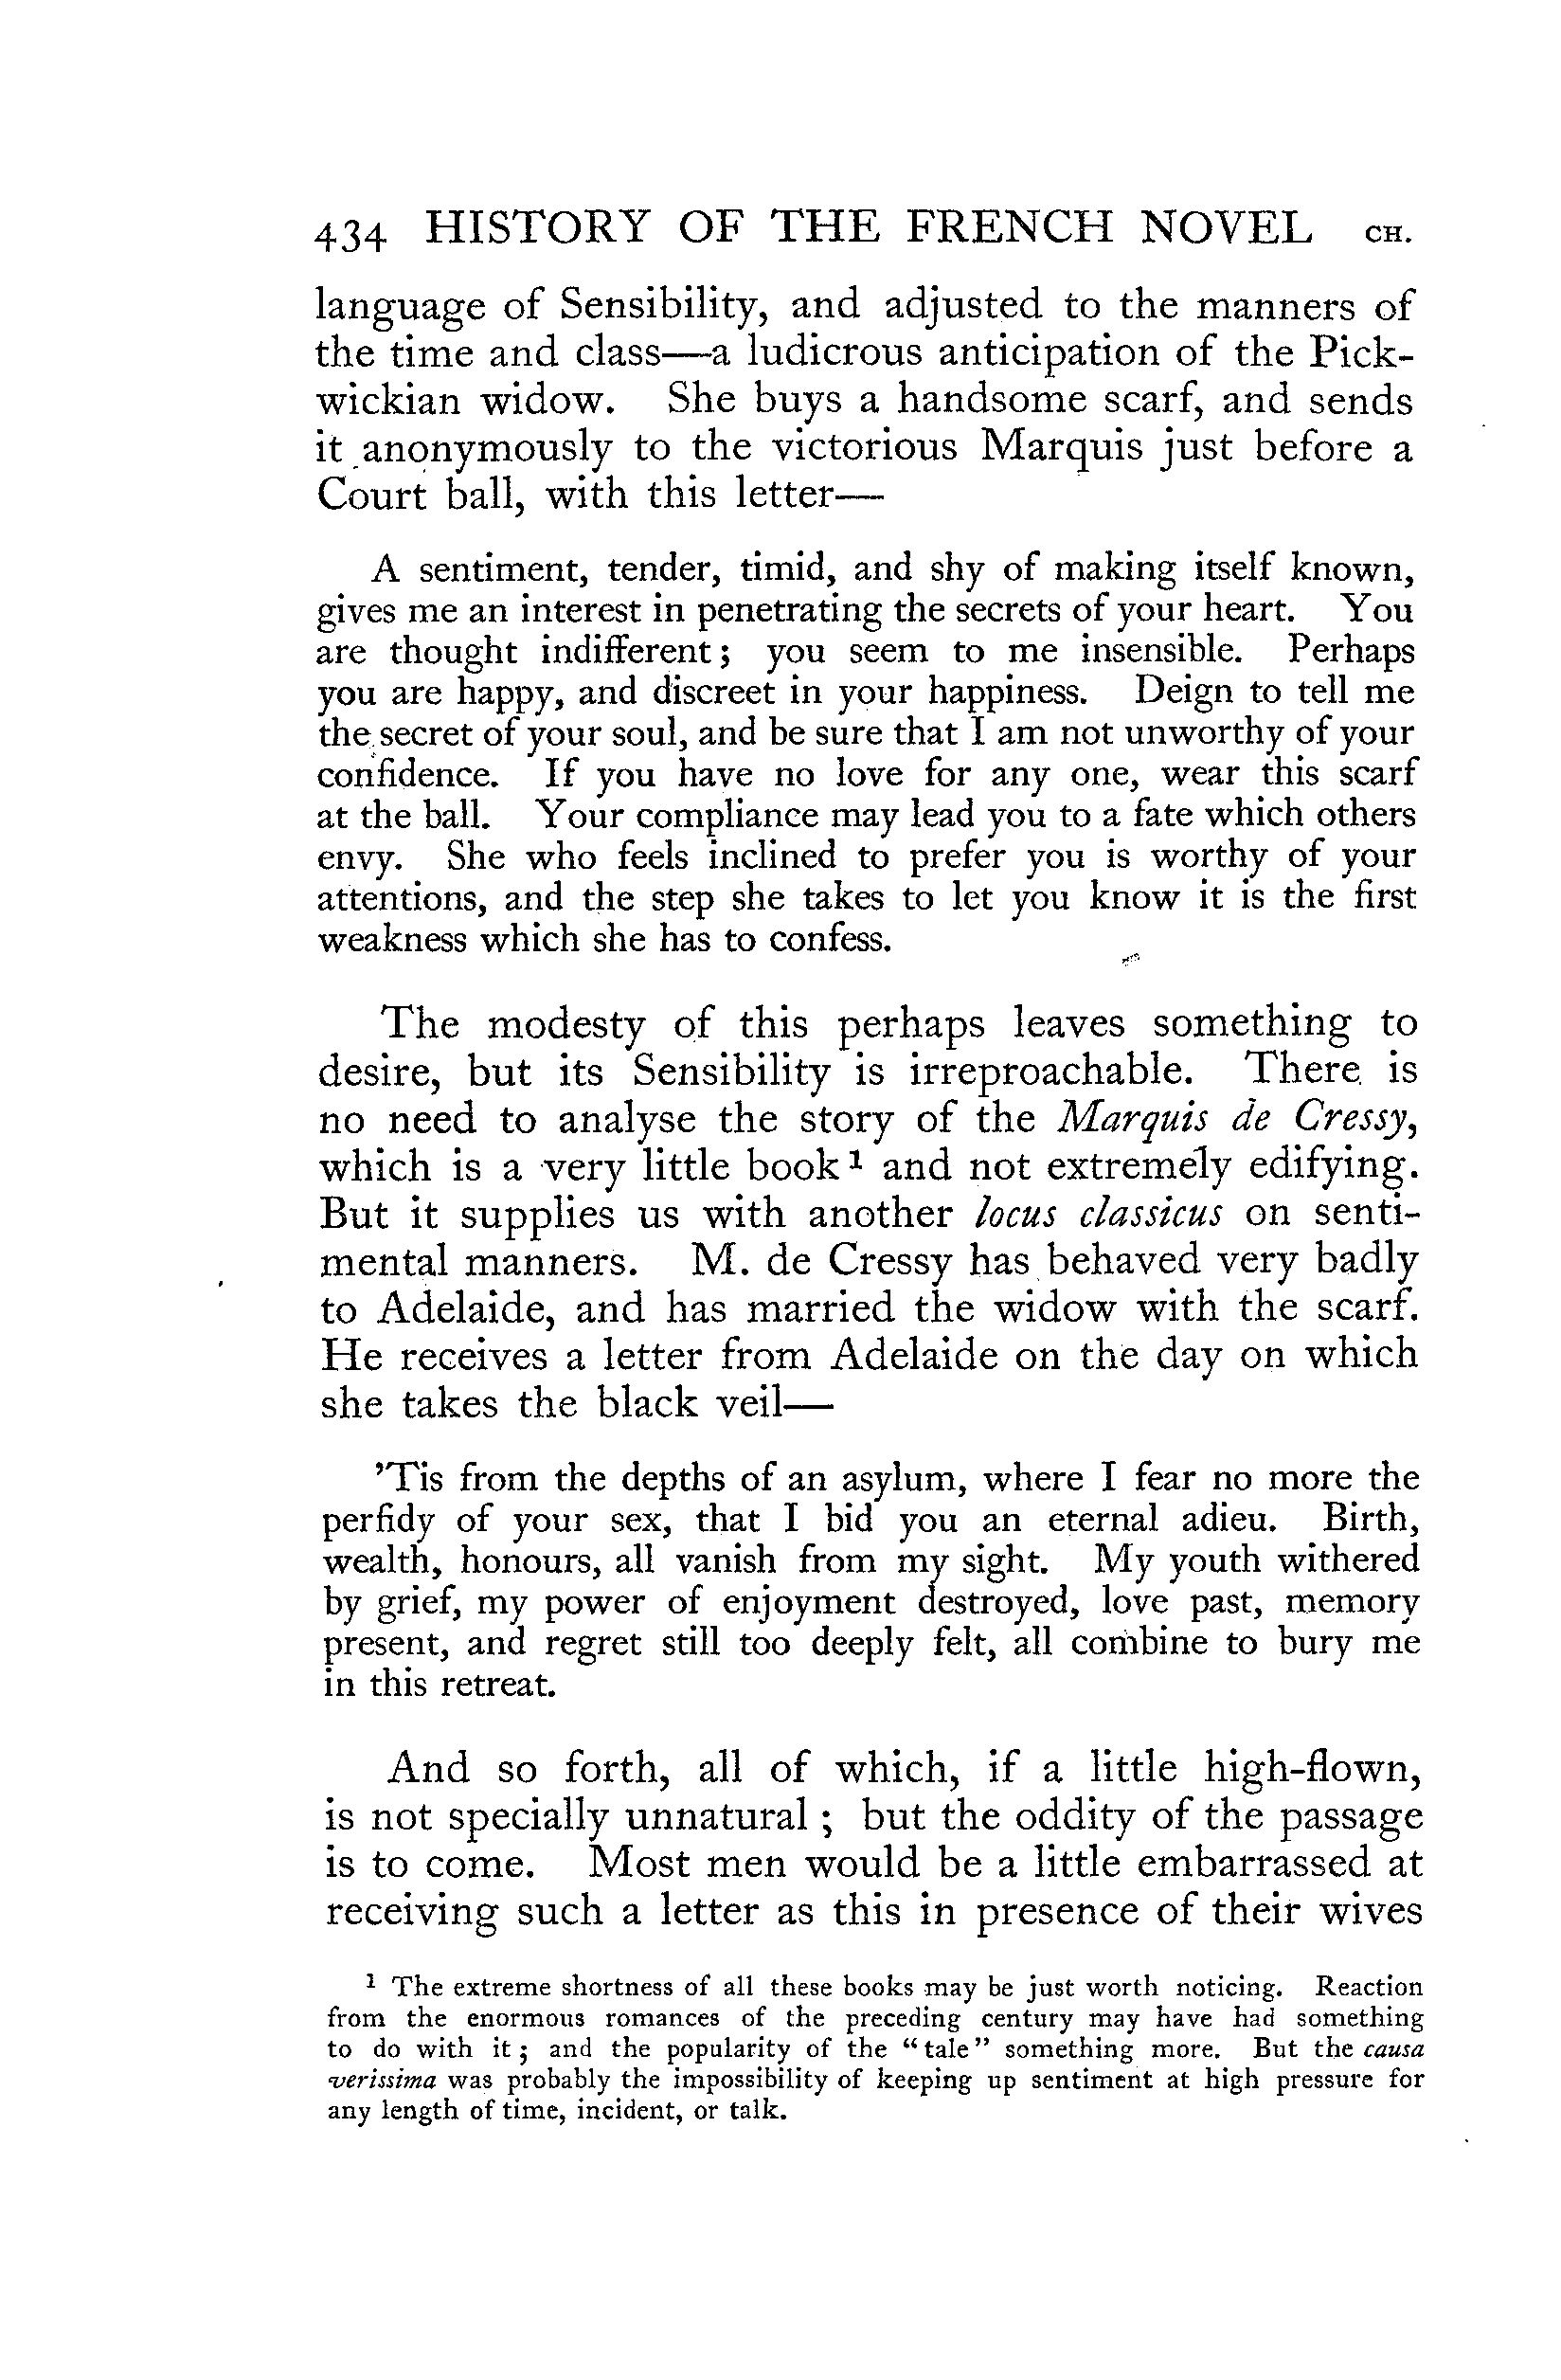 434 HISTORY OF THE FRENCH NOVEL CH.
language of Sensibility, and adjusted to the manners of
the time and class—a ludicrous anticipation of the Pick-
wickian widow. She buys a handsome scarf, and sends
it anonymously to the victorious Marquis just before a
Court ball, with this letter—
A sentiment, tender, timid, and shy of making itself known,
gives me an interest in penetrating the secrets of your heart. You
are thought indifferent; you seem to me insensible. Perhaps
you are happy, and discreet in your happiness. Deign to tell me
the secret of your soul, and be sure that I am not unworthy of your
confidence. If you have no love for any one, wear this scarf
at the ball. Your compliance may lead you to a fate which others
envy. She who feels inclined to prefer you is worthy of your
attentions, and the step she takes to let you know it is the first
weakness which she has to confess.
The modesty of this perhaps leaves something to
desire, but its Sensibility is irreproachable. There is
no need to analyse the story of the Marquis de Cressy,
which is a very little book¹ and not extremely edifying.
But it supplies us with another locus classicus on senti-
mental manners. M. de Cressy has behaved very badly
to Adelaide, and has married the widow with the scarf.
He receives a letter from Adelaide on the day on which
she takes the black veil—
’Tis from the depths of an asylum, where I fear no more the
perfidy of your sex, that I bid you an eternal adieu. Birth,
wealth, honours, all vanish from my sight. My youth withered
by grief, my power of enjoyment destroyed, love past, memory
present, and regret still too deeply felt, all combine to bury me
in this retreat.
And so forth, all of which, if a little high-flown,
is not specially unnatural; but the oddity of the passage
is to come. Most men would be a little embarrassed at
receiving such a letter as this in presence of their wives
¹ The extreme shortness of all these books may be just worth noticing. Reaction
from the enormous romances of the preceding century may have had something
to do with it; and the popularity of the “tale” something more. But the causa
verissima was probably the impossibility of keeping up sentiment at high pressure for
any length of time, incident, or talk.